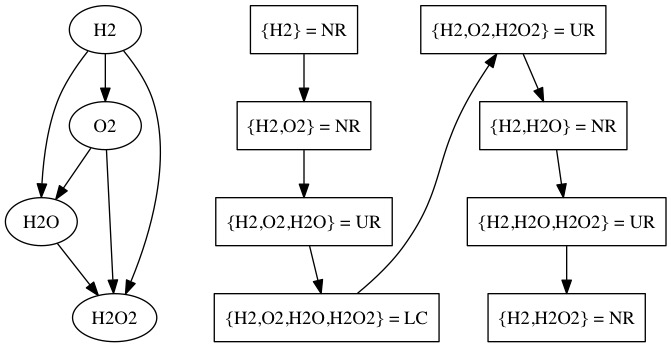 H2
O2
H2O
H2O2
{H2} = NR
{H2,O2} = NR
{H2,O2,H2O} = UR
{H2,O2,H2O,H2O2} = LC
{H2,O2,H2O2} = UR
{H2,H2O} = NR
{H2,H2O,H2O2} = UR
{H2,H2O2} = NR